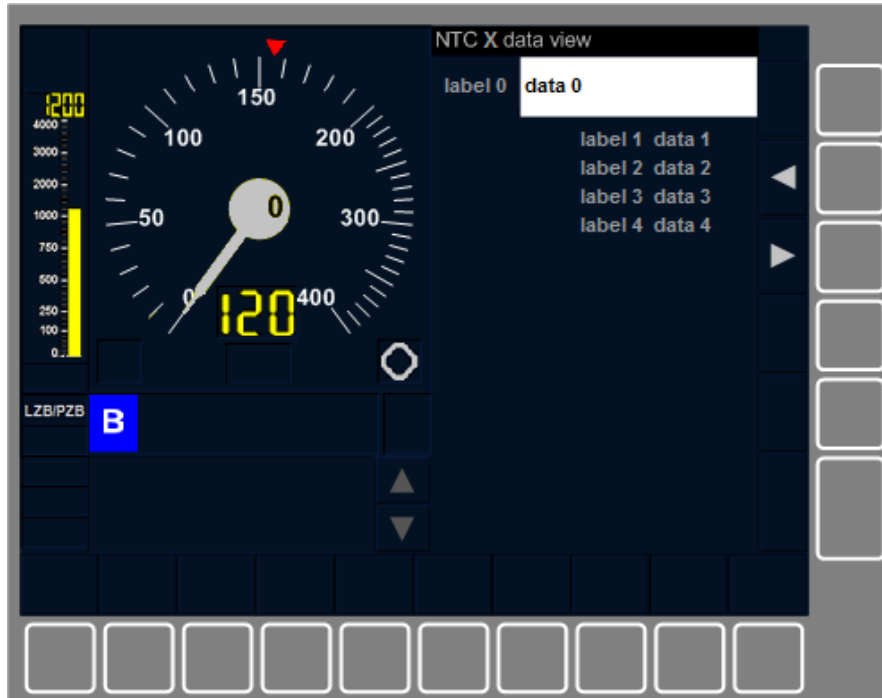 NTC X data view
label 0 data 0
label 1 data 1
label 2 data 2
label 3 data 3
label 4 data 4
1200
4000
3000
2000
1000
750
500
250
100
0
0
50
100
150
200
300
400
0
120
LZB/PZB
B